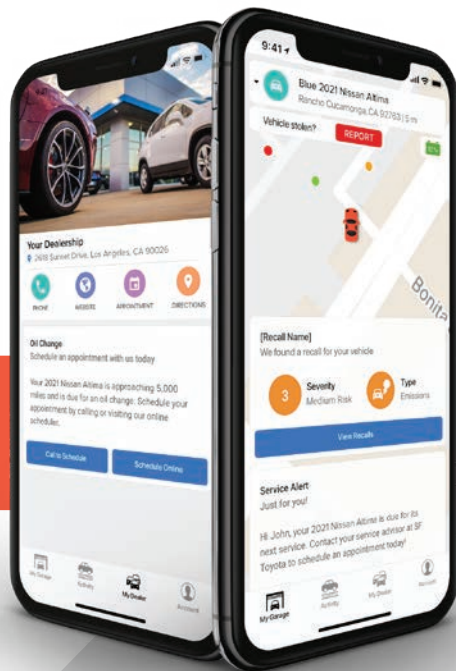 Your Dealership
2618 Sunset Drive, Los Angeles, CA 90026
PHONE
WEBSITE
APPOINTMENT
DIRECTIONS
Oil Change
Schedule an appointment with us today
Your 2021 Nissan Altima is approaching 5,000
miles and is due for an oil change. Schedule your
appointment by calling or visiting our online
scheduler.
Call to Schedule
Schedule Online
My Garage
Activity
My Dealer
Account
9:41
Blue 2021 Nissan Altima
Rancho Cucamonga, CA 92763 | 5 m
Vehicle stolen?
REPORT
Bonita
[Recall Name]
We found a recall for your vehicle
3
Severity
Medium Risk
Type
Emissions
View Recalls
Service Alert
Just for you!
Hi John, your 2021 Nissan Altima is due for its
next service. Contact your service advisor at SF
Toyota to schedule an appointment today!
My Garage
Activity
My Dealer
Account